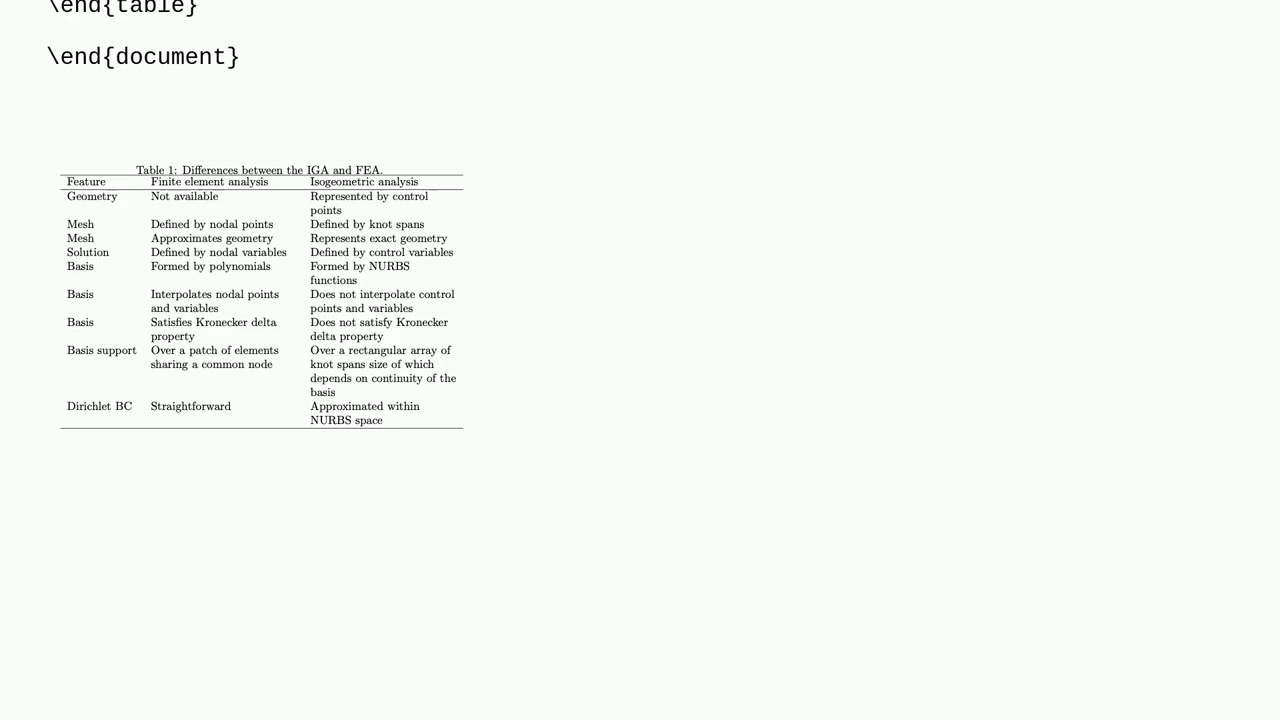 \end{table}
\end{document}
Table 1: Differences between the IGA and FEA.
Feature Finite element analysis Isogeometric analysis
Geometry Not available Represented by control
points
Mesh Defined by nodal points Defined by knot spans
Mesh Approximates geometry Represents exact geometry
Solution Defined by nodal variables Defined by control variables
Basis Formed by polynomials Formed by NURBS
functions
Basis Interpolates nodal points Does not interpolate control
and variables points and variables
Basis Satisfies Kronecker delta Does not satisfy Kronecker
property delta property
Basis support Over a patch of elements Over a rectangular array of
sharing a common node knot spans size of which
depends on continuity of the
basis
Dirichlet BC Straightforward Approximated within
NURBS space